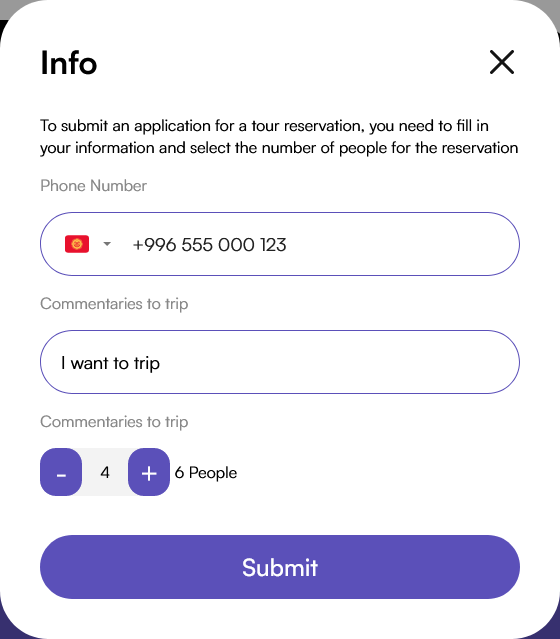 Info
To submit an application for a tour reservation, you need to fill in
your information and select the number of people for the reservation
Phone Number
+996 555 000 123
Commentaries to trip
I want to trip
Commentaries to trip
- 4 + 6 People
Submit